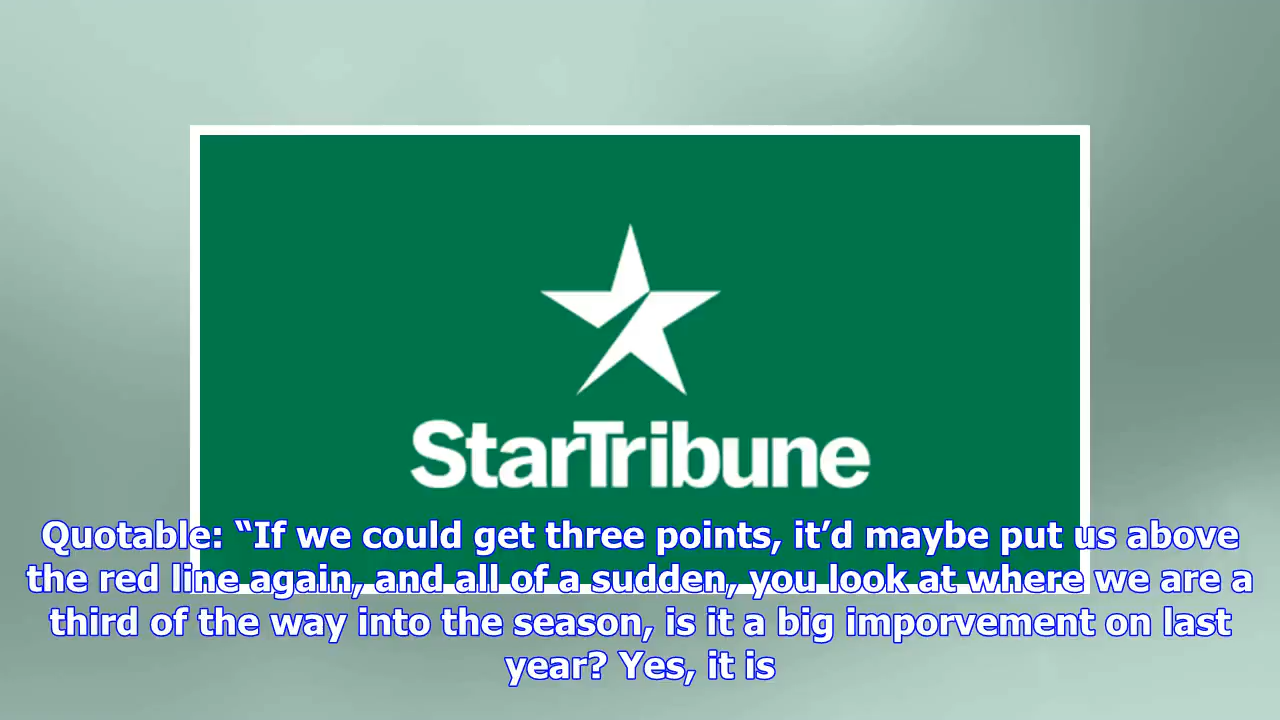 StarTribune
Quotable: “If we could get three points, it’d maybe put us above
the red line again, and all of a sudden, you look at where we are a
third of the way into the season, is it a big imporvement on last
year? Yes, it is